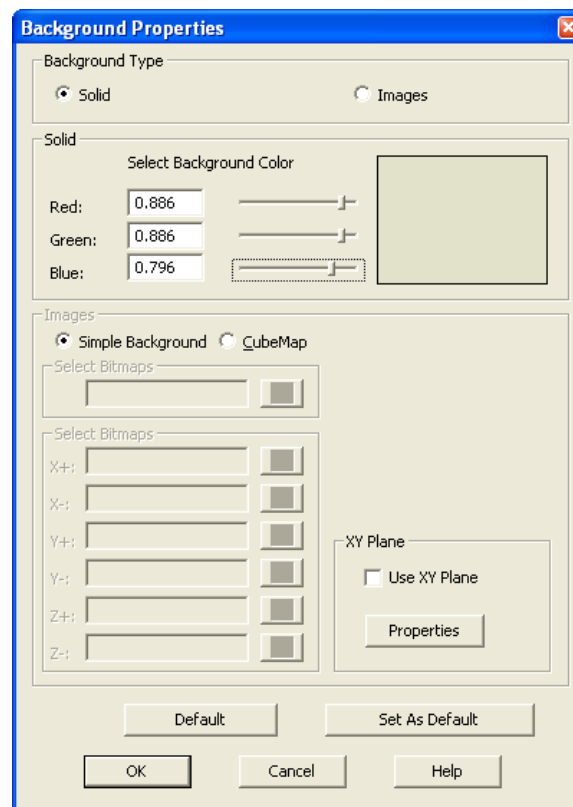 Background Properties
Background Type
Solid Images
Solid
Select Background Color
Red: 0.886
Green: 0.886
Blue: 0.796
Images
Simple Background CubeMap
Select Bitmaps
Select Bitmaps
X+:
X-:
Y+:
Y-:
Z+:
Z-:
XY Plane
Use XY Plane
Properties
Default Set As Default
OK Cancel Help